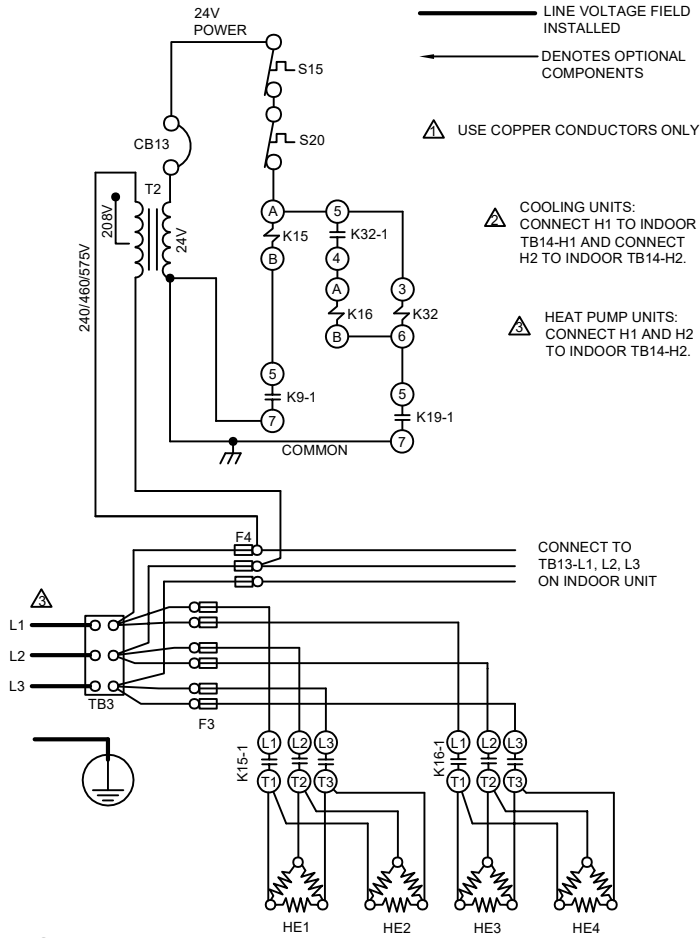 24V
POWER
LINE VOLTAGE FIELD
INSTALLED
DENOTES OPTIONAL
COMPONENTS
S15
S20
CB13
T2
1 USE COPPER CONDUCTORS ONLY
208V
24V
240/460/575V
A
5
K15
K32-1
B
4
A
3
K16
K32
B
6
2 COOLING UNITS:
CONNECT H1 TO INDOOR
TB14-H1 AND CONNECT
H2 TO INDOOR TB14-H2.
3 HEAT PUMP UNITS:
CONNECT H1 AND H2
TO INDOOR TB14-H2.
5
K9-1
7
5
K19-1
7
COMMON
F4
CONNECT TO
TB13-L1, L2, L3
ON INDOOR UNIT
3
L1
L2
L3
TB3
F3
K15-1
L1 L2 L3
T1 T2 T3
K16-1
L1 L2 L3
T1 T2 T3
HE1 HE2 HE3 HE4